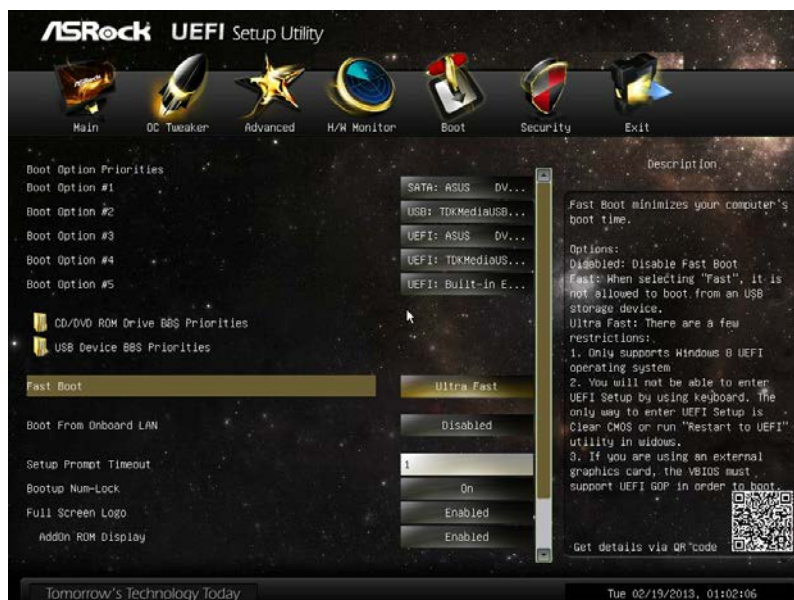 ASRock UEFI Setup Utility
Main OC Tweaker Advanced H/W Monitor Boot Security Exit
Boot Option Priorities
Boot Option #1 SATA: ASUS DV...
Boot Option #2 USB: TDKMediaUSB...
Boot Option #3 UEFI: ASUS DV...
Boot Option #4 UEFI: TDKMediaUS...
Boot Option #5 UEFI: Built-in E...
CD/DVD ROM Drive BBS Priorities
USB Device BBS Priorities
Fast Boot Ultra Fast
Boot From Onboard LAN Disabled
Setup Prompt Timeout 1
Bootup Num-Lock On
Full Screen Logo Enabled
AddOn ROM Display Enabled
Description
Fast Boot minimizes your computer's
boot time.
Options:
Disabled: Disable Fast Boot
Fast: When selecting "Fast", it is
not allowed to boot from an USB
storage device.
Ultra Fast: There are a few
restrictions:
1. Only supports Windows 8 UEFI
operating system
2. You will not be able to enter
UEFI Setup by using keyboard. The
only way to enter UEFI Setup is
Clear CMOS or run "Restart to UEFI"
utility in widows.
3. If you are using an external
graphics card, the VBIOS must
support UEFI GOP in order to boot.
Get details via QR code
Tomorrow's Technology Today
Tue 02/19/2013, 01:02:06